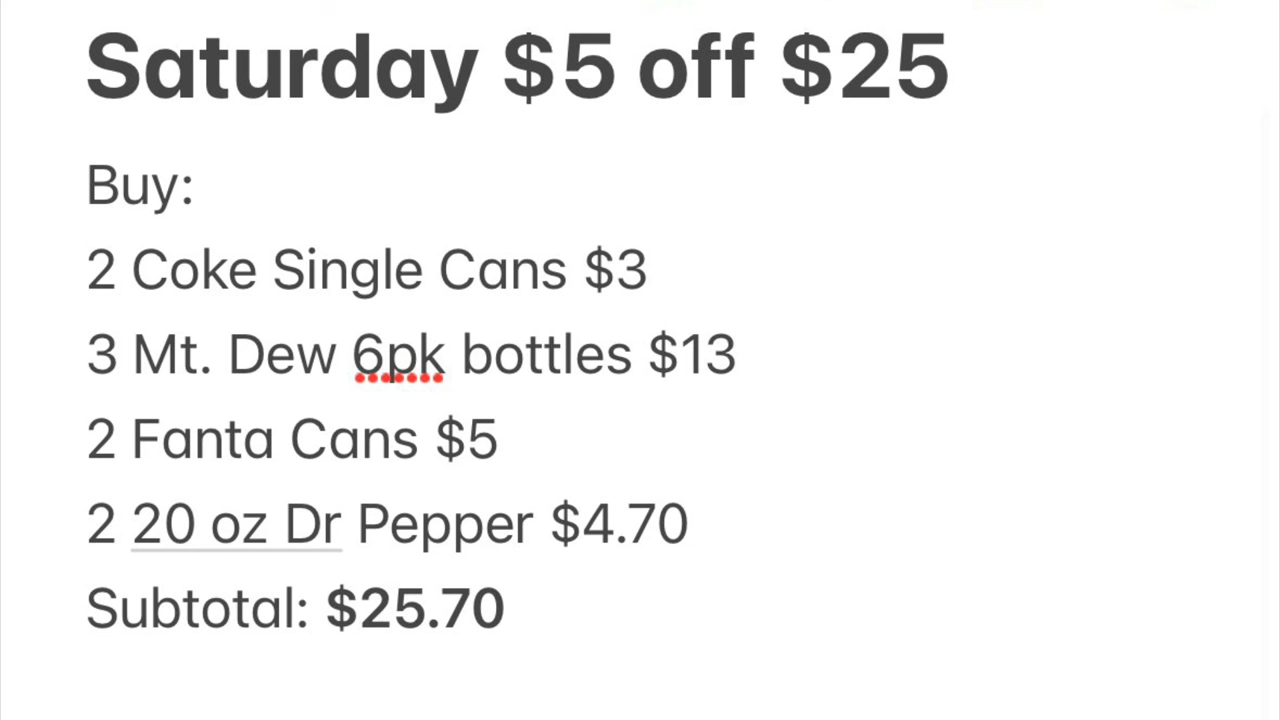 Saturday $5 off $25
Buy:
2 Coke Single Cans $3
3 Mt. Dew 6pk bottles $13
2 Fanta Cans $5
2 20 oz Dr Pepper $4.70
Subtotal: $25.70